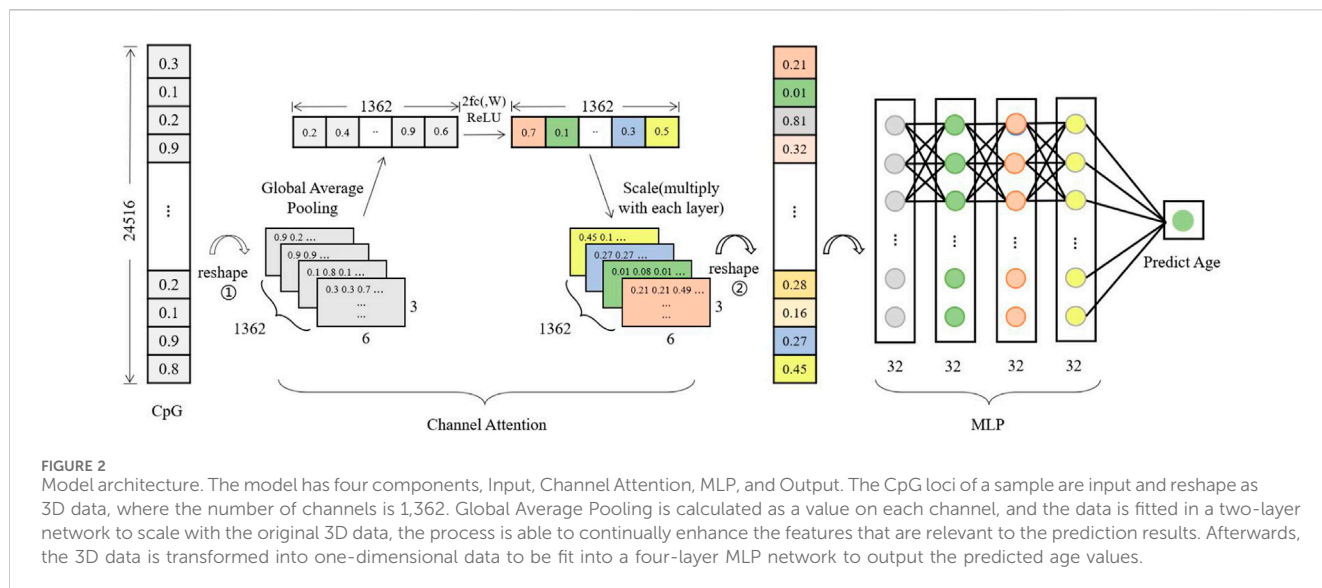 0.3
0.1
0.2
0.9
⋮
0.2
0.1
0.9
0.8
24516
CpG
reshape
①
Global Average
Pooling
1362
0.2 0.4 .. 0.9 0.6
2fc(,W)
ReLU
1362
0.7 0.1 .. 0.3 0.5
Scale(multiply
with each layer)
0.9 0.2 ...
0.9 0.9 ...
0.1 0.8 0.1 ...
0.3 0.3 0.7 ...
...
...
1362
6
3
0.45 0.1 ...
0.27 0.27 ...
0.01 0.08 0.01 ...
0.21 0.21 0.49 ...
...
...
1362
6
3
Channel Attention
reshape
②
0.21
0.01
0.81
0.32
⋮
0.28
0.16
0.27
0.45
⋮ ⋮ ⋮ ⋮
32 32 32 32
MLP
Predict Age
FIGURE 2
Model architecture. The model has four components, Input, Channel Attention, MLP, and Output. The CpG loci of a sample are input and reshape as
3D data, where the number of channels is 1,362. Global Average Pooling is calculated as a value on each channel, and the data is fitted in a two-layer
network to scale with the original 3D data, the process is able to continually enhance the features that are relevant to the prediction results. Afterwards,
the 3D data is transformed into one-dimensional data to be fit into a four-layer MLP network to output the predicted age values.